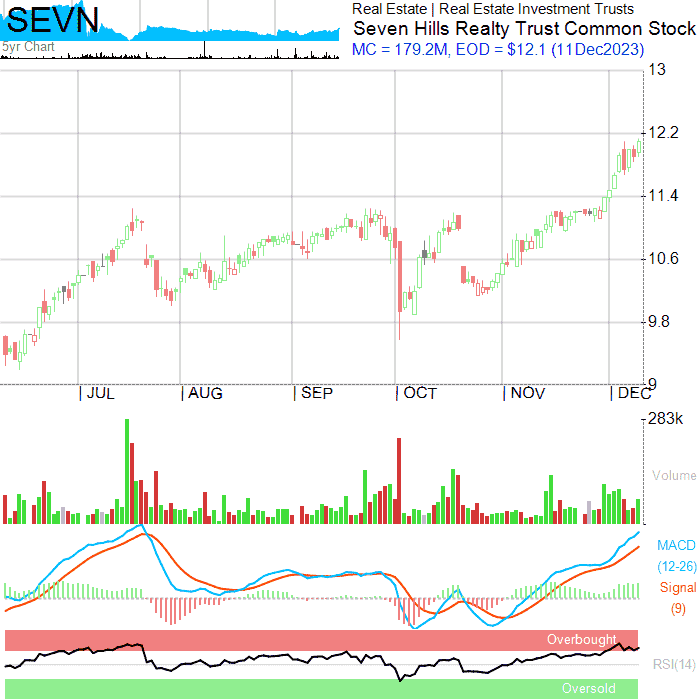 SEVN
5yr Chart
Real Estate | Real Estate Investment Trusts
Seven Hills Realty Trust Common Stock
MC = 179.2M, EOD = $12.1 (11Dec2023)
13
12.2
11.4
10.6
9.8
9
JUL
AUG
SEP
OCT
NOV
DEC
283k
Volume
MACD
(12-26)
Signal
(9)
Overbought
RSI(14)
Oversold